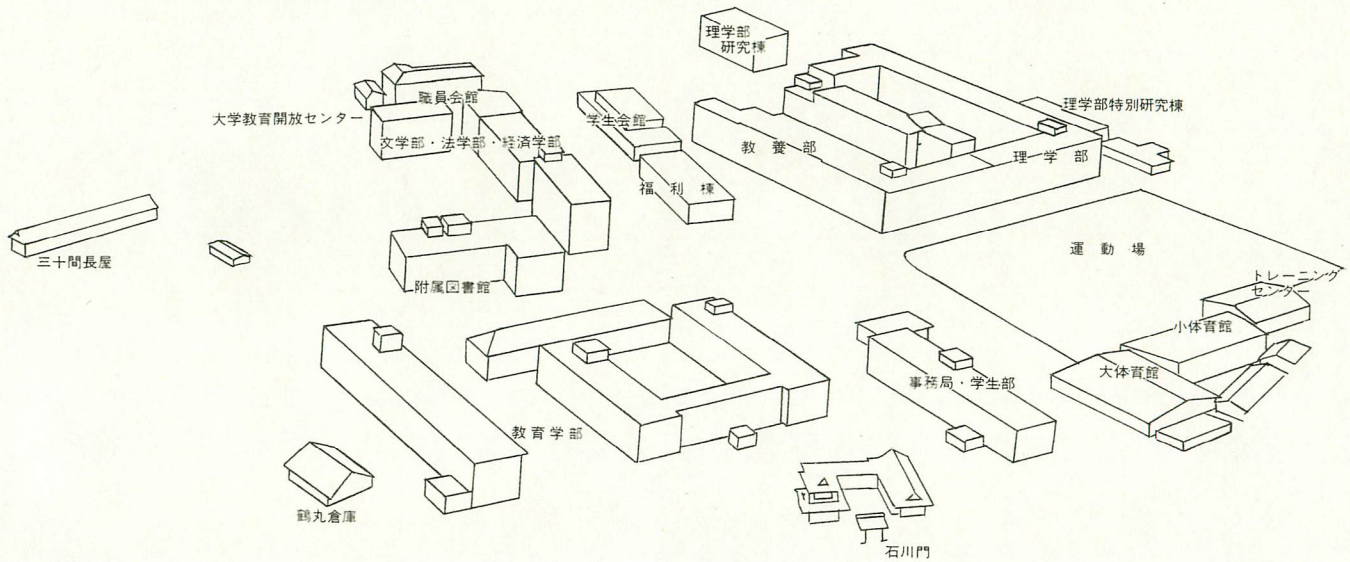 理学部
研究棟
職員会館
大学教育開放センター
文学部・法学部・経済学部
学生会館
福利棟
教養部
理学部
理学部特別研究棟
三十間長屋
附属図書館
運動場
トレーニング
センター
小体育館
大体育館
事務局・学生部
教育学部
鶴丸倉庫
石川門